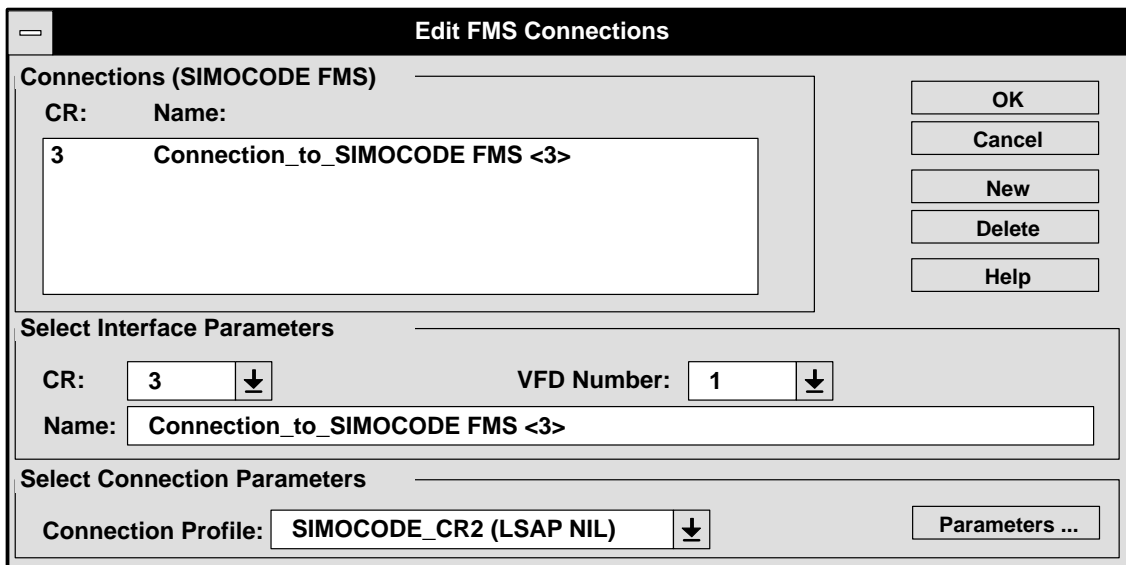 Edit FMS Connections
Connections (SIMOCODE FMS)
CR: Name:
3 Connection_to_SIMOCODE FMS <3>
OK
Cancel
New
Delete
Help
Select Interface Parameters
CR: 3 VFD Number: 1
Name: Connection_to_SIMOCODE FMS <3>
Select Connection Parameters
Connection Profile: SIMOCODE_CR2 (LSAP NIL) Parameters ...